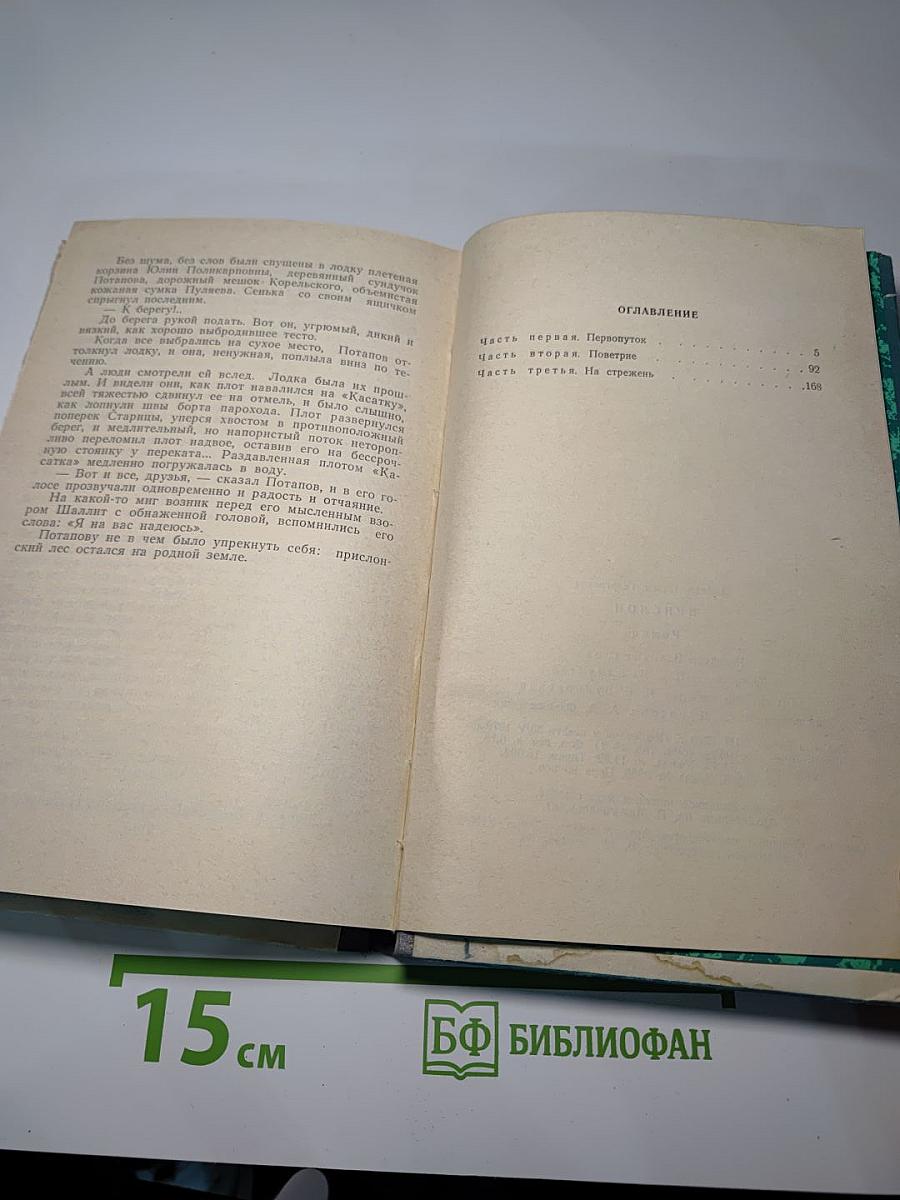 Без шума, без слов были спущены в лодку плетеная
корзина Юлии Поликарповны, деревянный сундучок
Потапова, дорожный мешок Корельского, объемистая
кожаная сумка Пуляева. Сенька со своим ящичком
спрыгнул последним.
— К берегу!..
До берега рукой подать. Вот он, угрюмый, дикий и
вязкий, как хорошо выбродившее тесто.
Когда все выбрались на сухое место, Потапов от-
толкнул лодку, и она, ненужная, поплыла вниз по те-
чению.
А люди смотрели ей вслед. Лодка была их прош-
лым. И видели они, как плот навалился на «Касатку»,
всей тяжестью сдвинул ее на отмель, и было слышно,
как лопнули швы борта парохода. Плот развернулся
поперек Старицы, уперся хвостом в противоположный
берег, и медлительный, но напористый поток неторопли-
во переломил плот надвое, оставив его на бессроч-
ную стоянку у переката... Раздавленная плотом «Ка-
сатка» медленно погружалась в воду.
— Вот и все, друзья, — сказал Потапов, и в его го-
лосе прозвучали одновременно и радость и отчаяние.
На какой-то миг возник перед его мысленным взо-
ром Шаллит с обнаженной головой, вспомнились его
слова: «Я на вас надеюсь».
Потапову не в чем было упрекнуть себя: прислон-
ский лес остался на родной земле.
ОГЛАВЛЕНИЕ
Часть первая. Первопуток . . . . . . . . . . . 5
Часть вторая. Поветрие . . . . . . . . . . . 92
Часть третья. На стрежень . . . . . . . . . .168
15 см
БФ БИБЛИОФАН